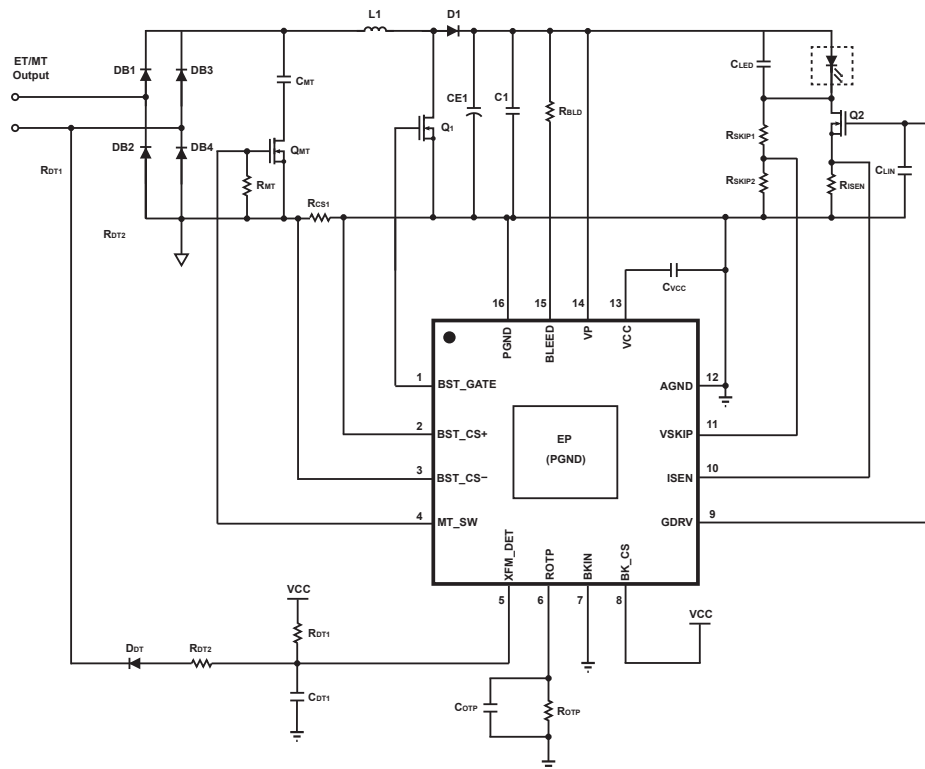 L1
D1
ET/MT
Output
DB1
DB3
CMT
CLED
CE1
C1
RBLD
Q1
Q2
DB2
DB4
QMT
RSKIP1
RDT1
RMT
RSKIP2
RISEN
CLIN
RCS1
RDT2
CVCC
16
15
14
13
PGND
BLEED
VP
VCC
1
BST_GATE
AGND
12
2
BST_CS+
EP
(PGND)
VSKIP
11
3
BST_CS−
ISEN
10
4
MT_SW
GDRV
9
XFM_DET
ROTP
BKIN
BK_CS
5
6
7
8
VCC
VCC
RDT1
DDT
RDT2
CDT1
COTP
ROTP